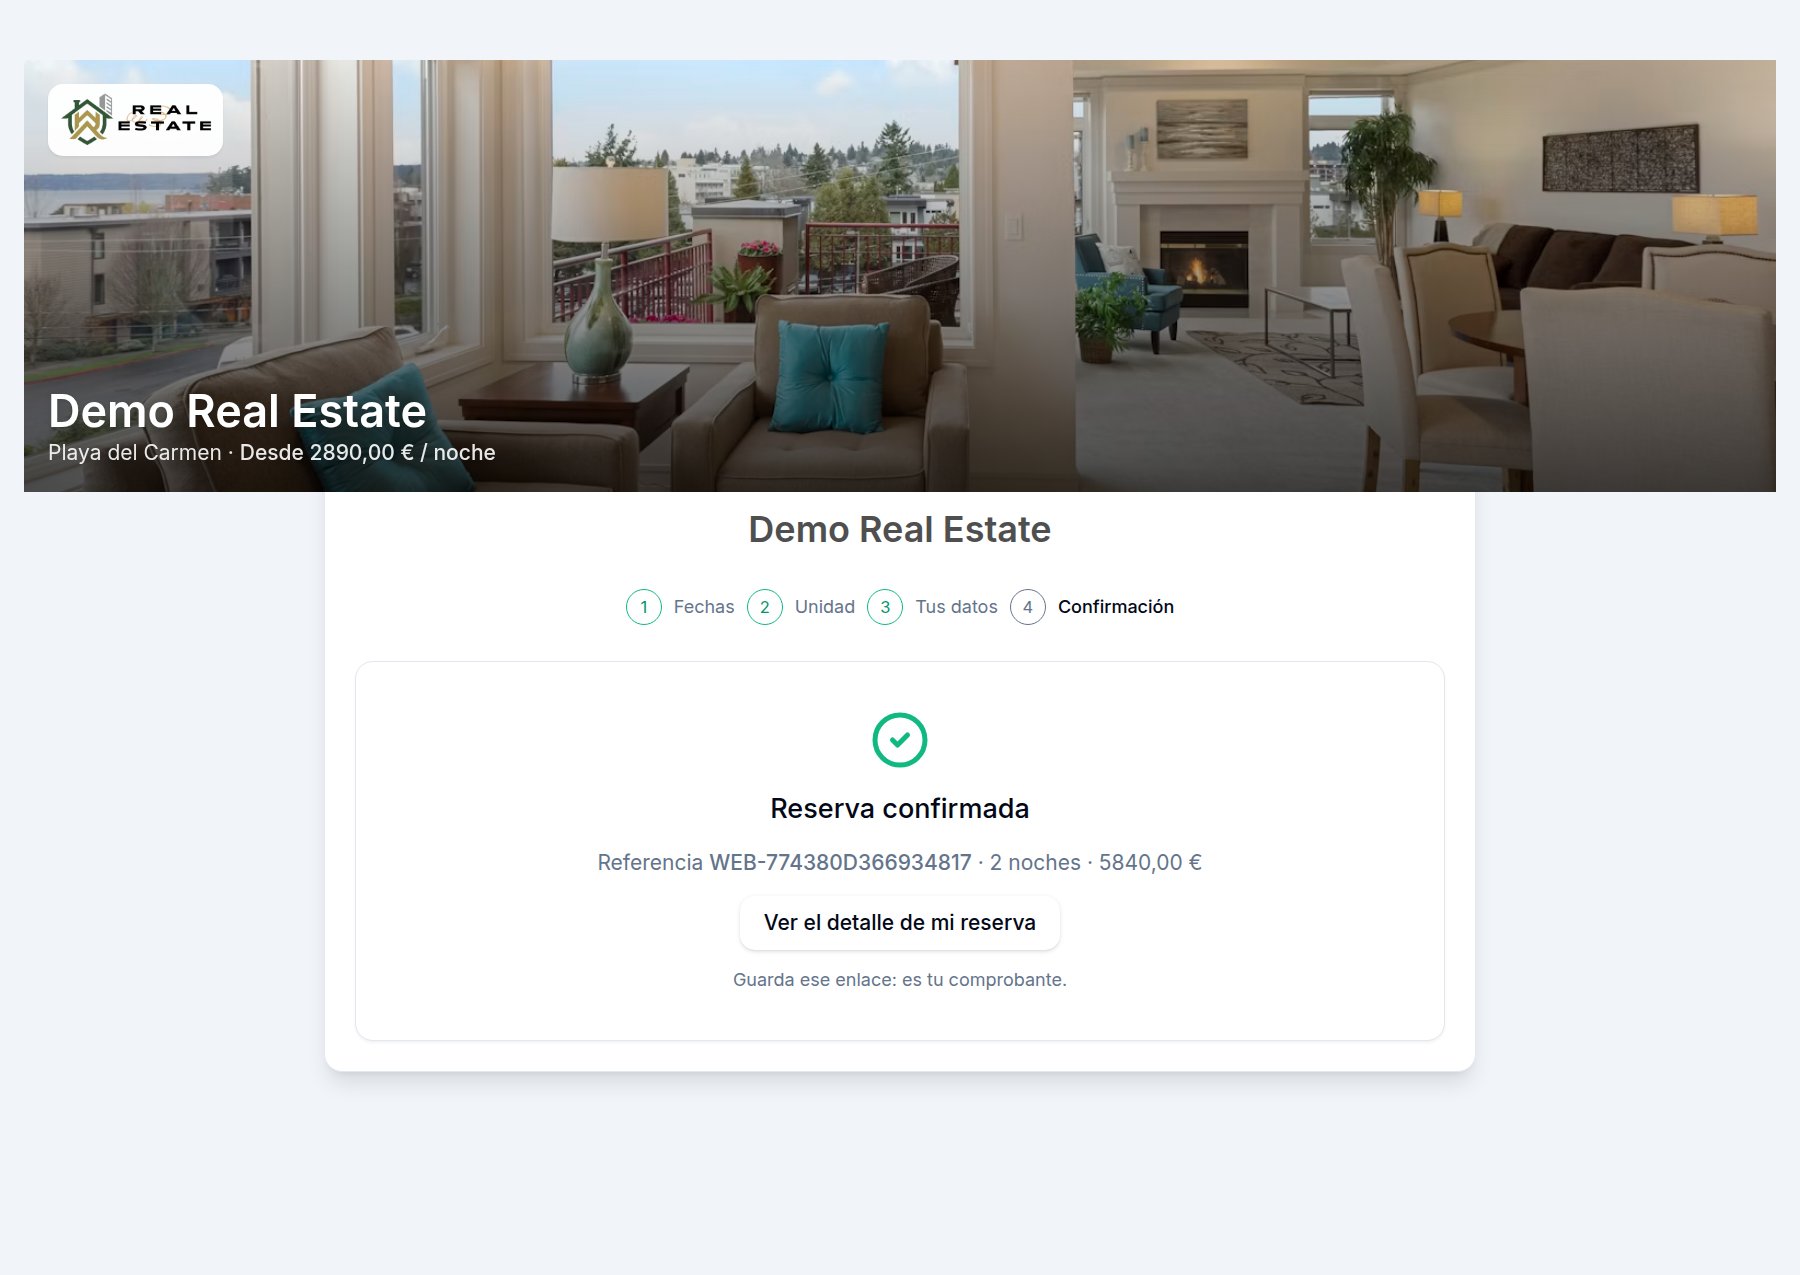 REAL
ESTATE
Demo Real Estate
Playa del Carmen · Desde 2890,00 € / noche
Demo Real Estate
1 Fechas 2 Unidad 3 Tus datos 4 Confirmación
Reserva confirmada
Referencia WEB-774380D366934817 · 2 noches · 5840,00 €
Ver el detalle de mi reserva
Guarda ese enlace: es tu comprobante.